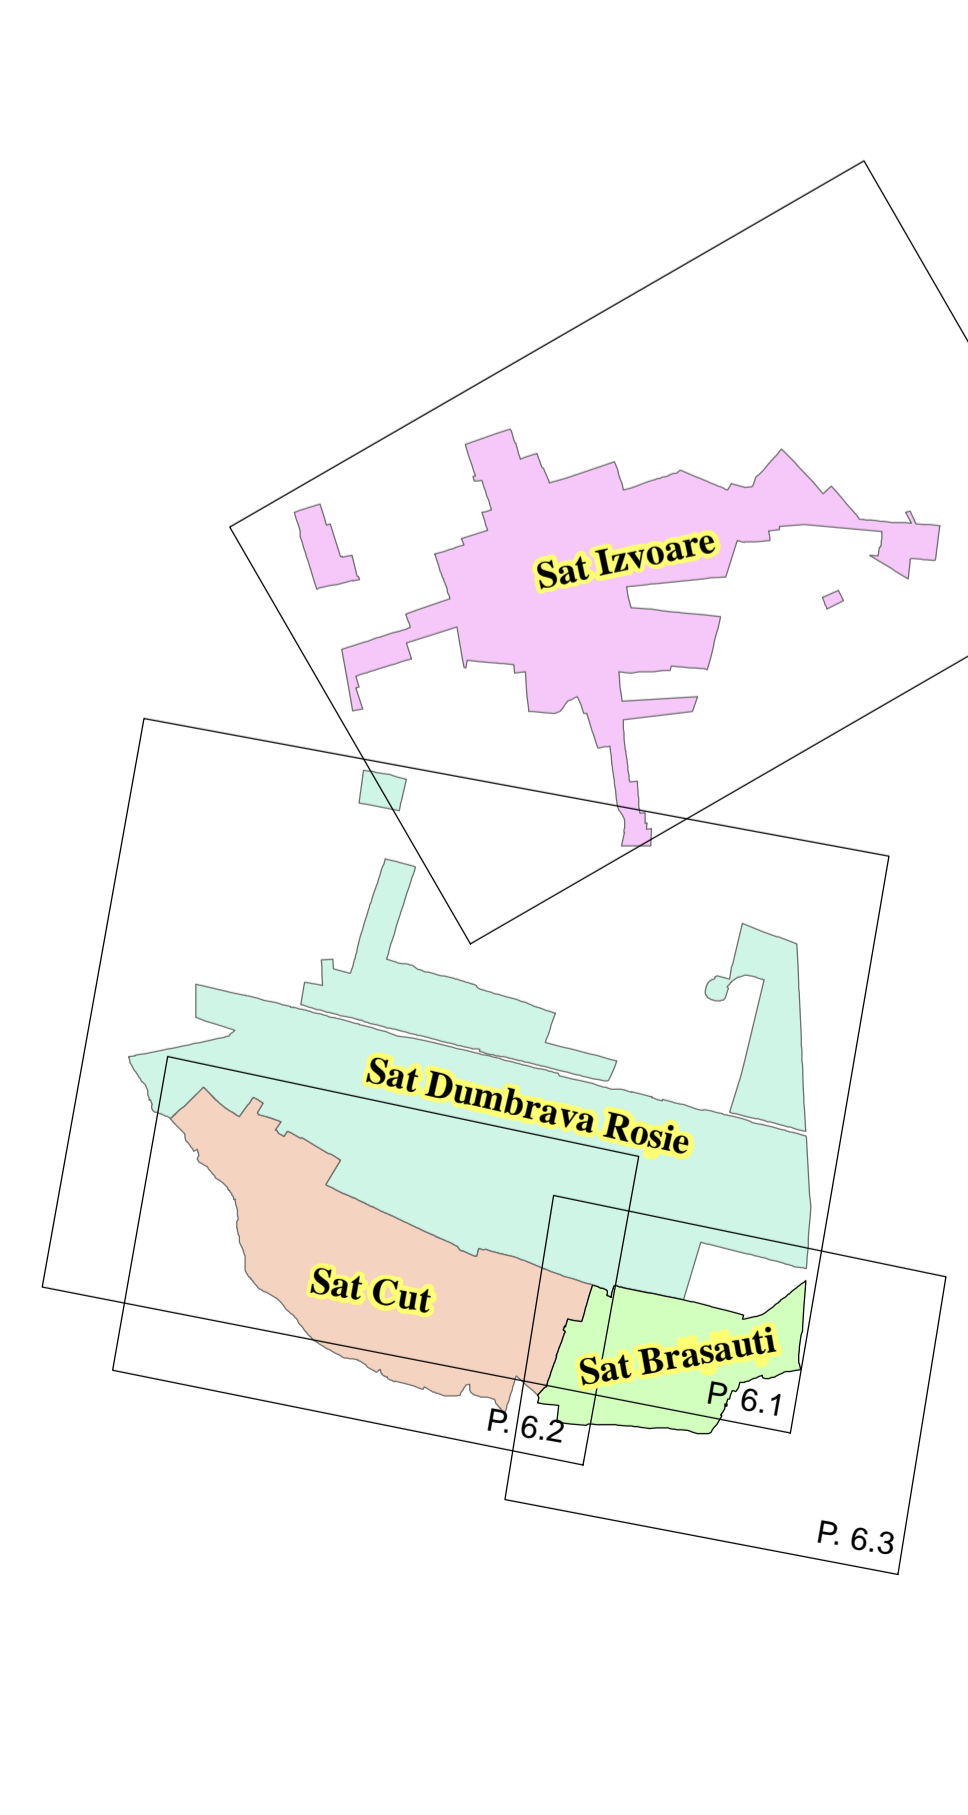 Sat Izvoare
Sat Dumbrava Rosie
Sat Cut
Sat Brasauti
P. 6.1
P. 6.2
P. 6.3